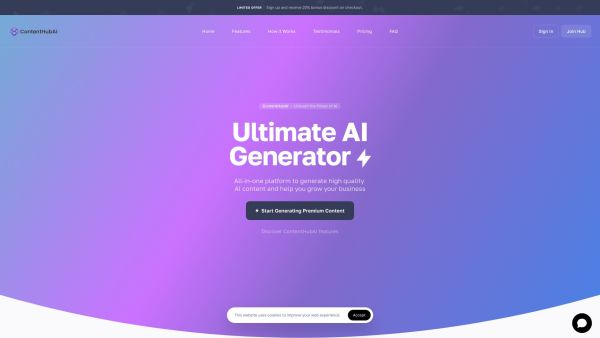 LIMITED OFFER Sign up and receive 20% bonus discount on checkout.
ContentHubAI
Home Features How it Works Testimonials Pricing FAQ
Sign In Join Hub
Unleash the Power of AI
Ultimate AI
Generator
All-in-one platform to generate high quality
AI content and help you grow your business
Start Generating Premium Content
Discover ContentHubAI features
This website uses cookies to improve your web experience.
Accept